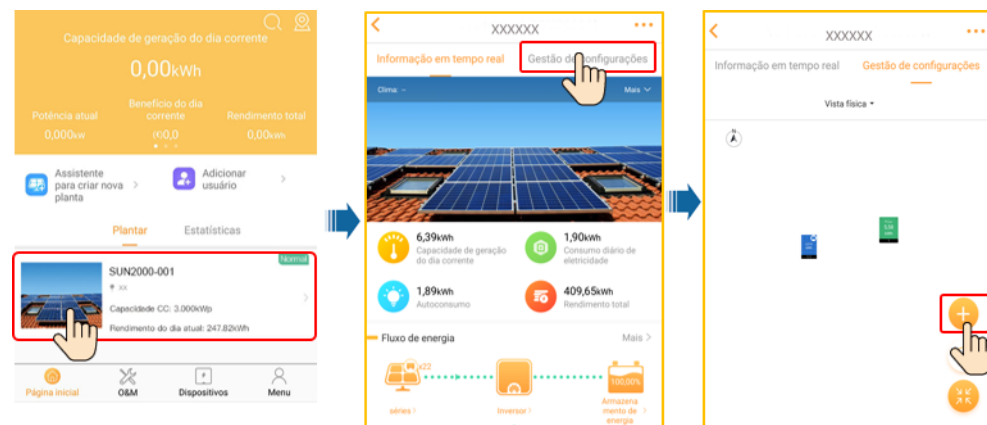 Capacidade de geração do dia corrente
0,00kWh
Potência atual
Benefício do dia corrente
Rendimento total
0,000kW
(€)0,0
0,00kWh
Assistente para criar nova planta >
Adicionar usuário >
Plantar
Estatísticas
Normal
SUN2000-001
xx
Capacidade CC: 3.000kWp
Rendimento do dia atual: 247.82kWh
Página inicial
O&M
Dispositivos
Menu
XXXXXX
Informação em tempo real
Gestão de configurações
Clima: -
Mais
6,39kWh
Capacidade de geração do dia corrente
1,90kWh
Consumo diário de eletricidade
1,89kWh
Autoconsumo
409,65kWh
Rendimento total
Fluxo de energia
Mais >
x22
100,00%
séries >
Inversor >
Armazena
mento de >
energia
XXXXXX
Informação em tempo real
Gestão de configurações
Vista física
N